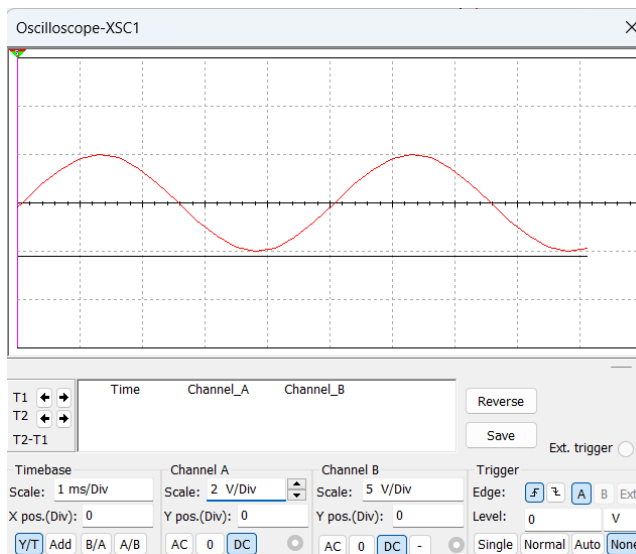 Oscilloscope-XSC1
Time Channel_A Channel_B
T1
T2
T2-T1
Reverse
Save
Ext. trigger
Timebase
Scale: 1 ms/Div
X pos.(Div): 0
Y/T Add B/A A/B
Channel A
Scale: 2 V/Div
Y pos.(Div): 0
AC 0 DC
Channel B
Scale: 5 V/Div
Y pos.(Div): 0
AC 0 DC -
Trigger
Edge: A B Ext
Level: 0 V
Single Normal Auto None